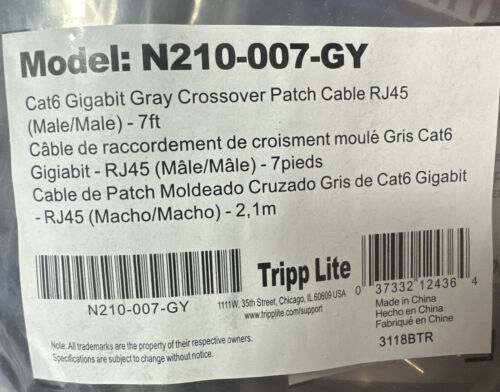 Model: N210-007-GY
Cat6 Gigabit Gray Crossover Patch Cable RJ45
(Male/Male) - 7ft
Câble de raccordement de croisment moulé Gris Cat6
Gigiabit - RJ45 (Mâle/Mâle) - 7pieds
Cable de Patch Moldeado Cruzado Gris de Cat6 Gigabit
- RJ45 (Macho/Macho) - 2,1m
N210-007-GY
Tripp Lite
1111W, 35th Street, Chicago, IL 60609 USA
www.tripplite.com/support
0 37332 12436 4
Made in China
Hecho en China
Fabriqué en Chine
3118BTR
Note: All trademarks are the property of their respective owners.
Specifications are subject to change without notice.